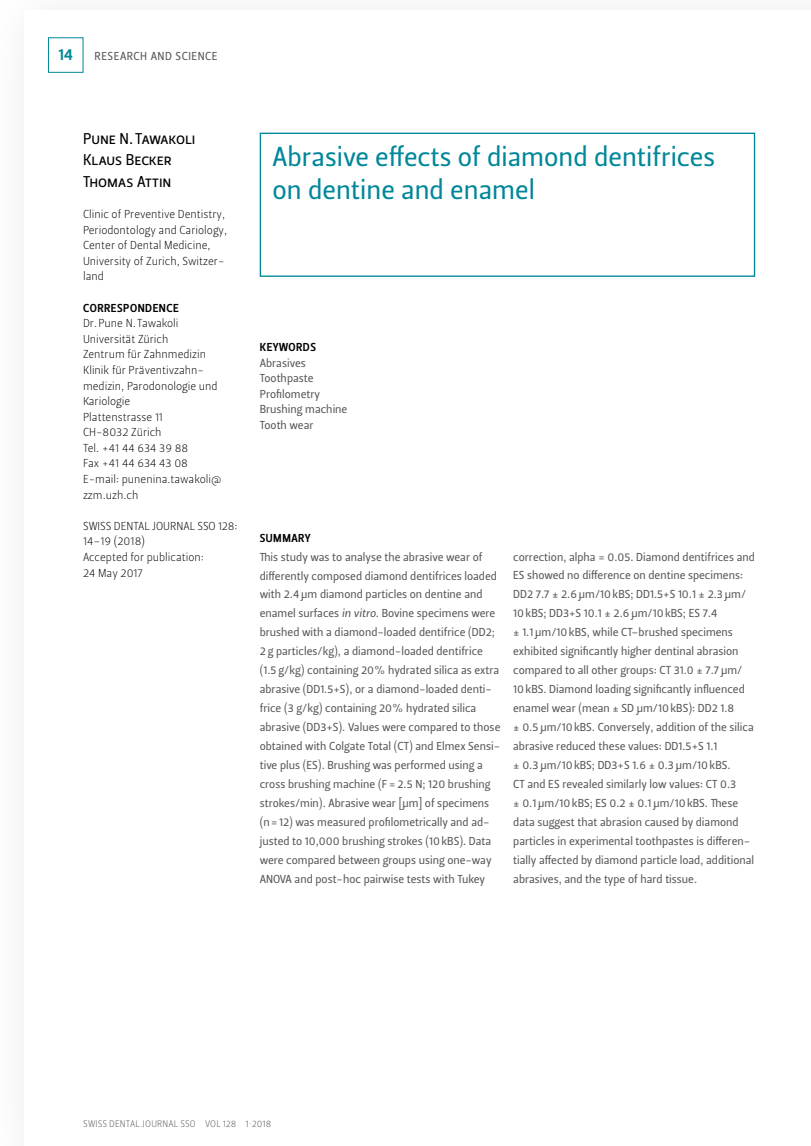 14
RESEARCH AND SCIENCE
Pune N. Tawakoli
Klaus Becker
Thomas Attin
Clinic of Preventive Dentistry,
Periodontology and Cariology,
Center of Dental Medicine,
University of Zurich, Switzer-
land
CORRESPONDENCE
Dr. Pune N. Tawakoli
Universität Zürich
Zentrum für Zahnmedizin
Klinik für Präventivzahn-
medizin, Parodonologie und
Kariologie
Plattenstrasse 11
CH-8032 Zürich
Tel. +41 44 634 39 88
Fax +41 44 634 43 08
E-mail: punenina.tawakoli@
zzm.uzh.ch
SWISS DENTAL JOURNAL SSO 128:
14–19 (2018)
Accepted for publication:
24 May 2017
Abrasive effects of diamond dentifrices
on dentine and enamel
KEYWORDS
Abrasives
Toothpaste
Profilometry
Brushing machine
Tooth wear
SUMMARY
This study was to analyse the abrasive wear of
differently composed diamond dentifrices loaded
with 2.4 µm diamond particles on dentine and
enamel surfaces in vitro. Bovine specimens were
brushed with a diamond-loaded dentifrice (DD2;
2 g particles/kg), a diamond-loaded dentifrice
(1.5 g/kg) containing 20% hydrated silica as extra
abrasive (DD1.5+S), or a diamond-loaded denti-
frice (3 g/kg) containing 20% hydrated silica
abrasive (DD3+S). Values were compared to those
obtained with Colgate Total (CT) and Elmex Sensi-
tive plus (ES). Brushing was performed using a
cross brushing machine (F = 2.5 N; 120 brushing
strokes/min). Abrasive wear [µm] of specimens
(n = 12) was measured profilometrically and ad-
justed to 10,000 brushing strokes (10 kBS). Data
were compared between groups using one-way
ANOVA and post-hoc pairwise tests with Tukey
correction, alpha = 0.05. Diamond dentifrices and
ES showed no difference on dentine specimens:
DD2 7.7 ± 2.6 µm/10 kBS; DD1.5+S 10.1 ± 2.3 µm/
10 kBS; DD3+S 10.1 ± 2.6 µm/10 kBS; ES 7.4
± 1.1 µm/10 kBS, while CT-brushed specimens
exhibited significantly higher dentinal abrasion
compared to all other groups: CT 31.0 ± 7.7 µm/
10 kBS. Diamond loading significantly influenced
enamel wear (mean ± SD µm/10 kBS): DD2 1.8
± 0.5 µm/10 kBS. Conversely, addition of the silica
abrasive reduced these values: DD1.5+S 1.1
± 0.3 µm/10 kBS; DD3+S 1.6 ± 0.3 µm/10 kBS.
CT and ES revealed similarly low values: CT 0.3
± 0.1 µm/10 kBS; ES 0.2 ± 0.1 µm/10 kBS. These
data suggest that abrasion caused by diamond
particles in experimental toothpastes is differen-
tially affected by diamond particle load, additional
abrasives, and the type of hard tissue.
SWISS DENTAL JOURNAL SSO VOL 128 1·2018